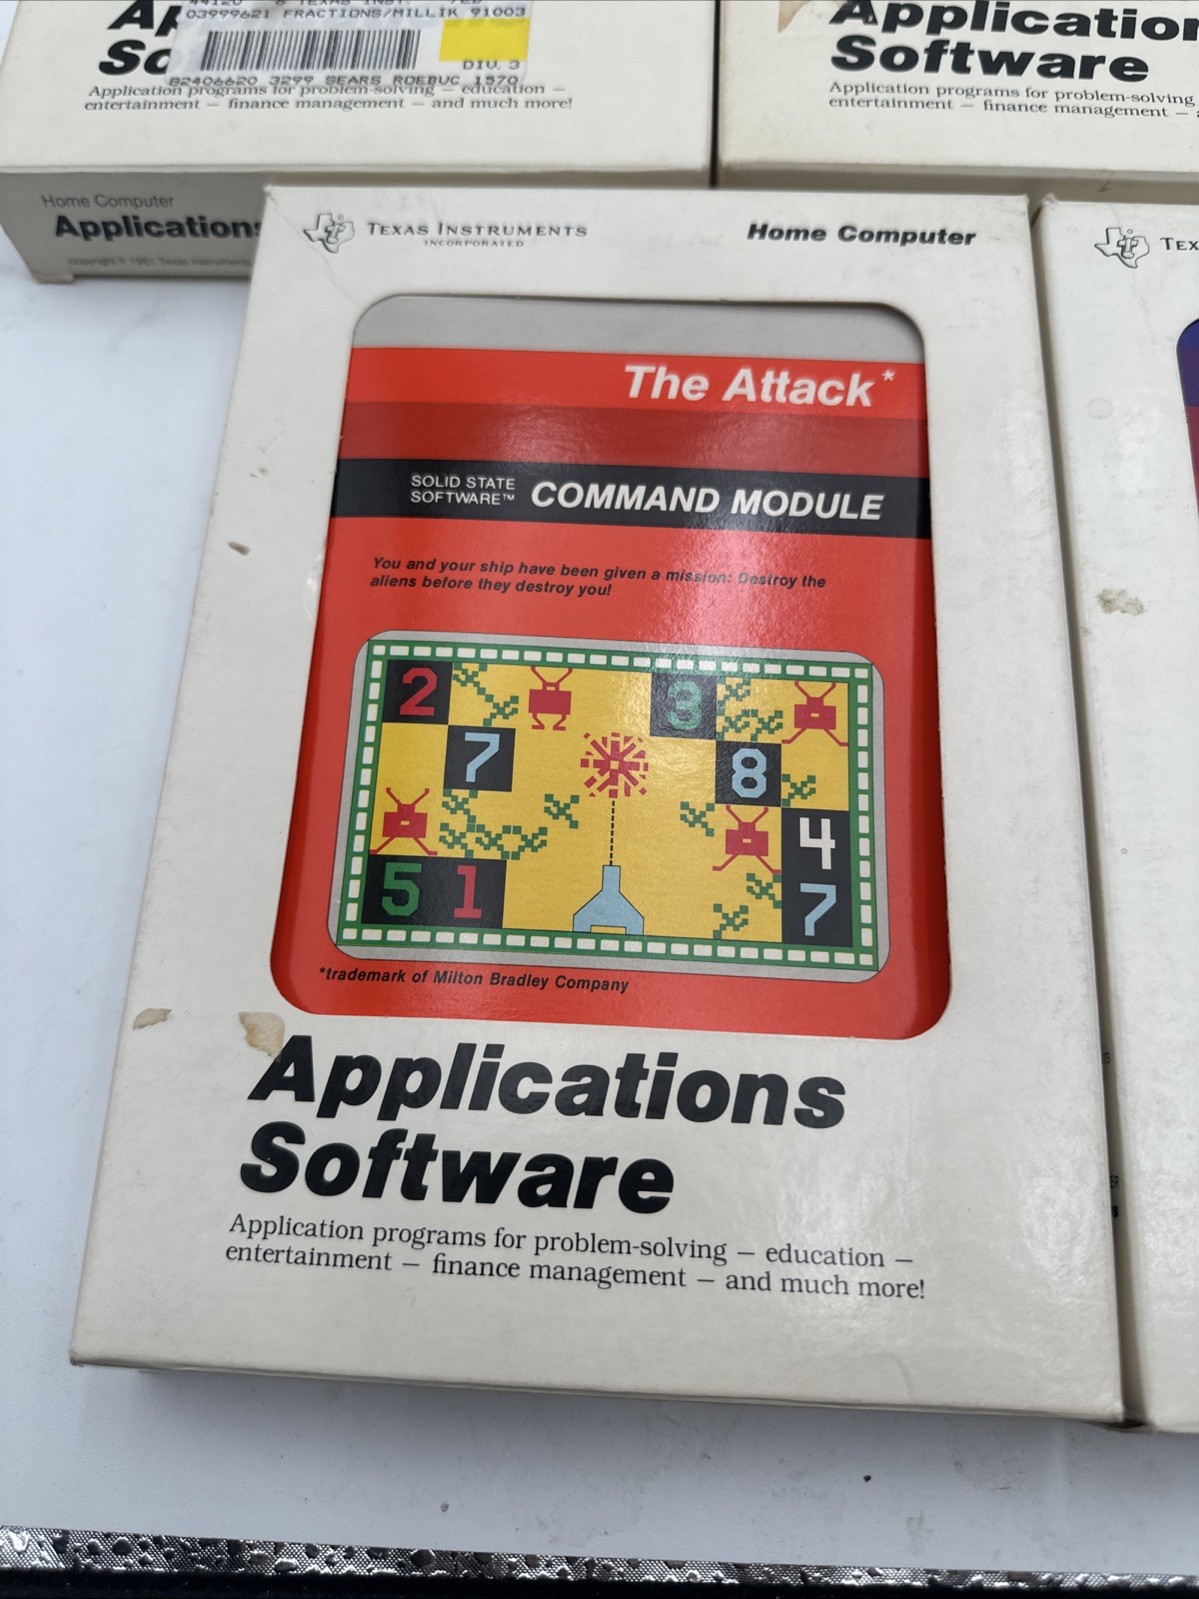 03999621 FRACTIONS/MILLIK 91003
DIV. 3
82406620 3299 SEARS ROEBUC 1570
Application programs for problem-solving — education —
entertainment — finance management — and much more!
Software
Application programs for problem-solving
entertainment — finance management —
Home Computer
Applications
TEXAS INSTRUMENTS
INCORPORATED
Home Computer
The Attack*
SOLID STATE
SOFTWARE™
COMMAND MODULE
You and your ship have been given a mission: Destroy the
aliens before they destroy you!
2
3
7
8
4
5 1
7
*trademark of Milton Bradley Company
Applications
Software
Application programs for problem-solving — education —
entertainment — finance management — and much more!